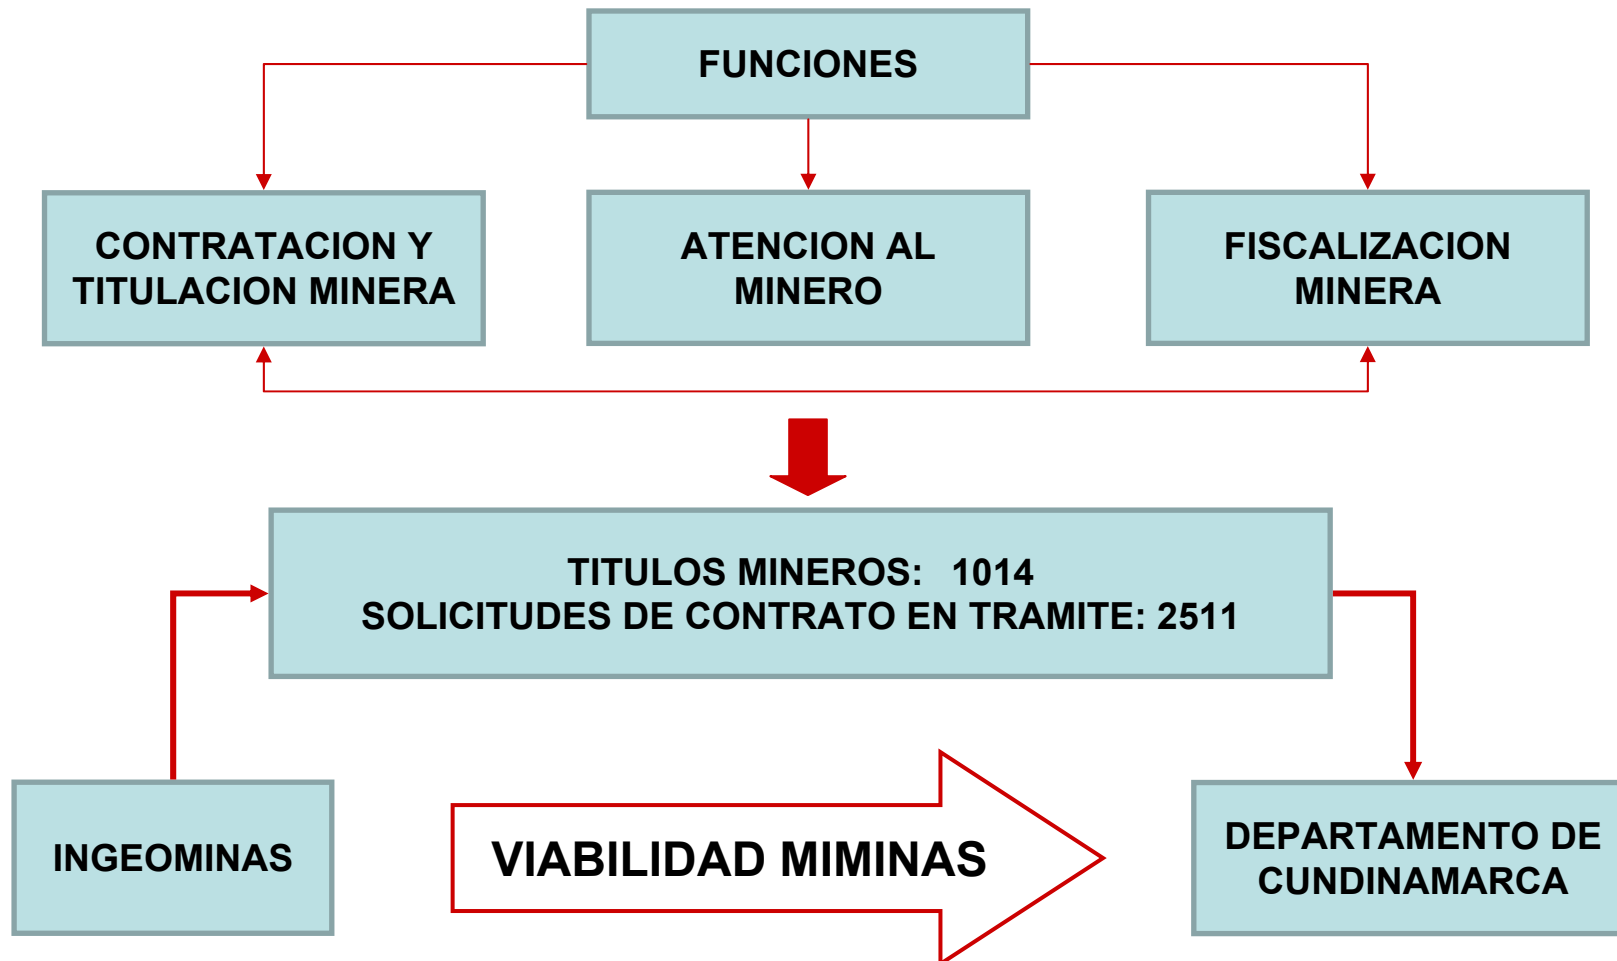 FUNCIONES
CONTRATACION Y
TITULACION MINERA
ATENCION AL
MINERO
FISCALIZACION
MINERA
TITULOS MINEROS: 1014
SOLICITUDES DE CONTRATO EN TRAMITE: 2511
INGEOMINAS
VIABILIDAD MIMINAS
DEPARTAMENTO DE
CUNDINAMARCA